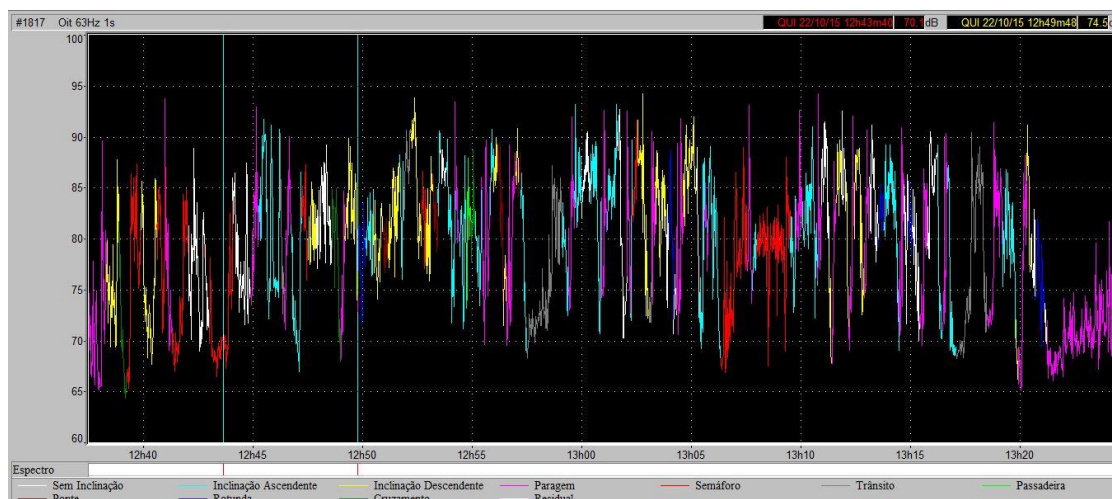 #1817 Oit 63Hz 1s QUI 22/10/15 12h43m40 70.1 dB QUI 22/10/15 12h49m48 74.5
100
95
90
85
80
75
70
65
60
12h40 12h45 12h50 12h55 13h00 13h05 13h10 13h15 13h20
Espectro
Sem Inclinação Inclinação Ascendente Inclinação Descendente Paragem Semáforo Trânsito Passadeira
Ponte Rotunda Cruzamento Residual